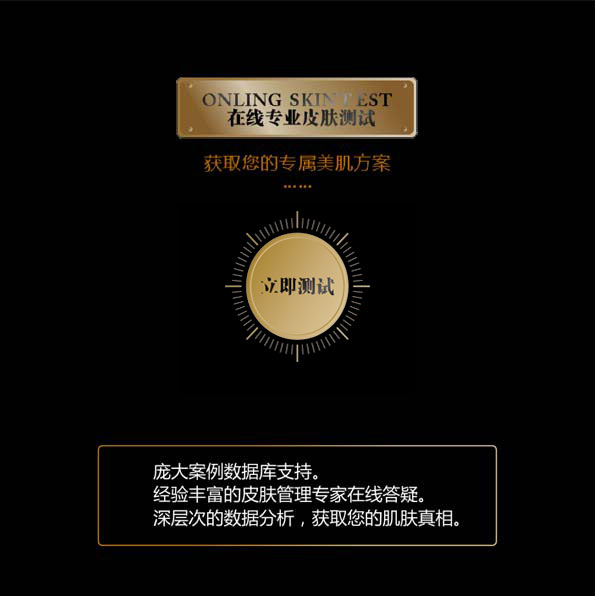 ONLING SKIN TEST
在线专业皮肤测试
获取您的专属美肌方案
……
立即测试
庞大案例数据库支持。
经验丰富的皮肤管理专家在线答疑。
深层次的数据分析，获取您的肌肤真相。